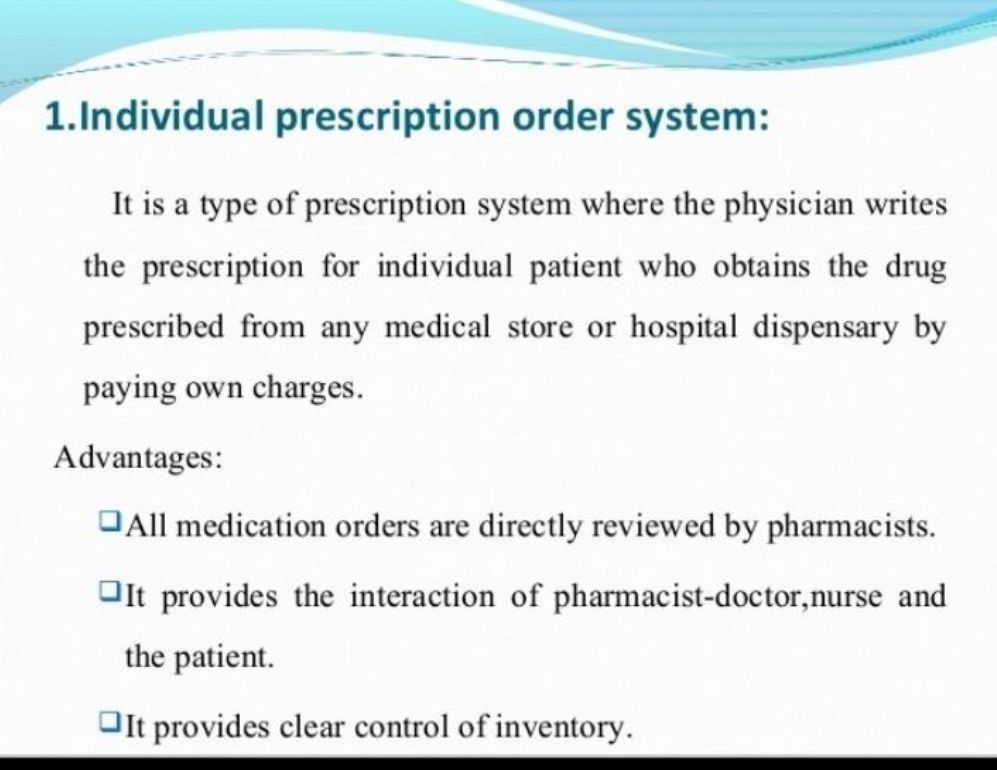 1.Individual prescription order system:
It is a type of prescription system where the physician writes
the prescription for individual patient who obtains the drug
prescribed from any medical store or hospital dispensary by
paying own charges.
Advantages:
❑All medication orders are directly reviewed by pharmacists.
❑It provides the interaction of pharmacist-doctor,nurse and
the patient.
❑It provides clear control of inventory.